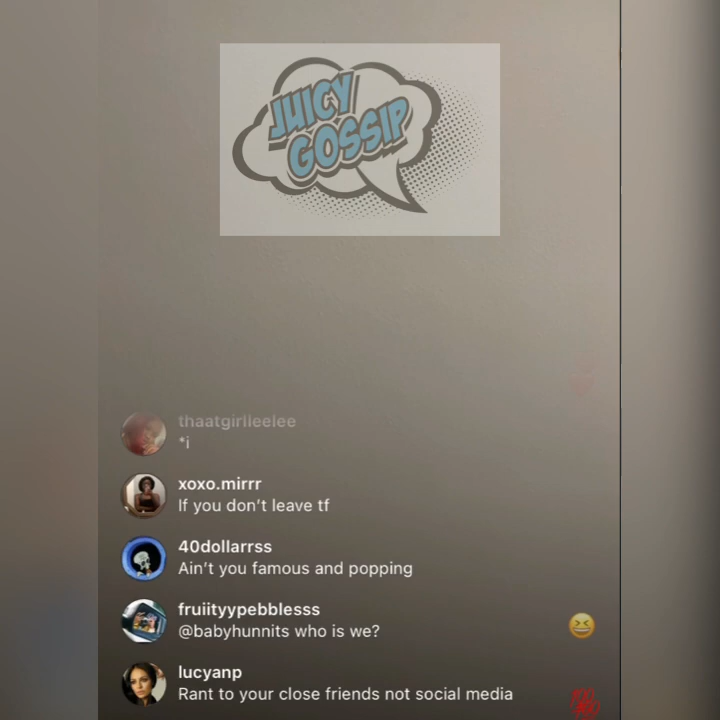 JUICY
GOSSIP
thaatgirlleelee
*i
xoxo.mirrr
If you don't leave tf
40dollarrss
Ain't you famous and popping
fruiityypebblesss
@babyhunnits who is we?
lucyanp
Rant to your close friends not social media
100